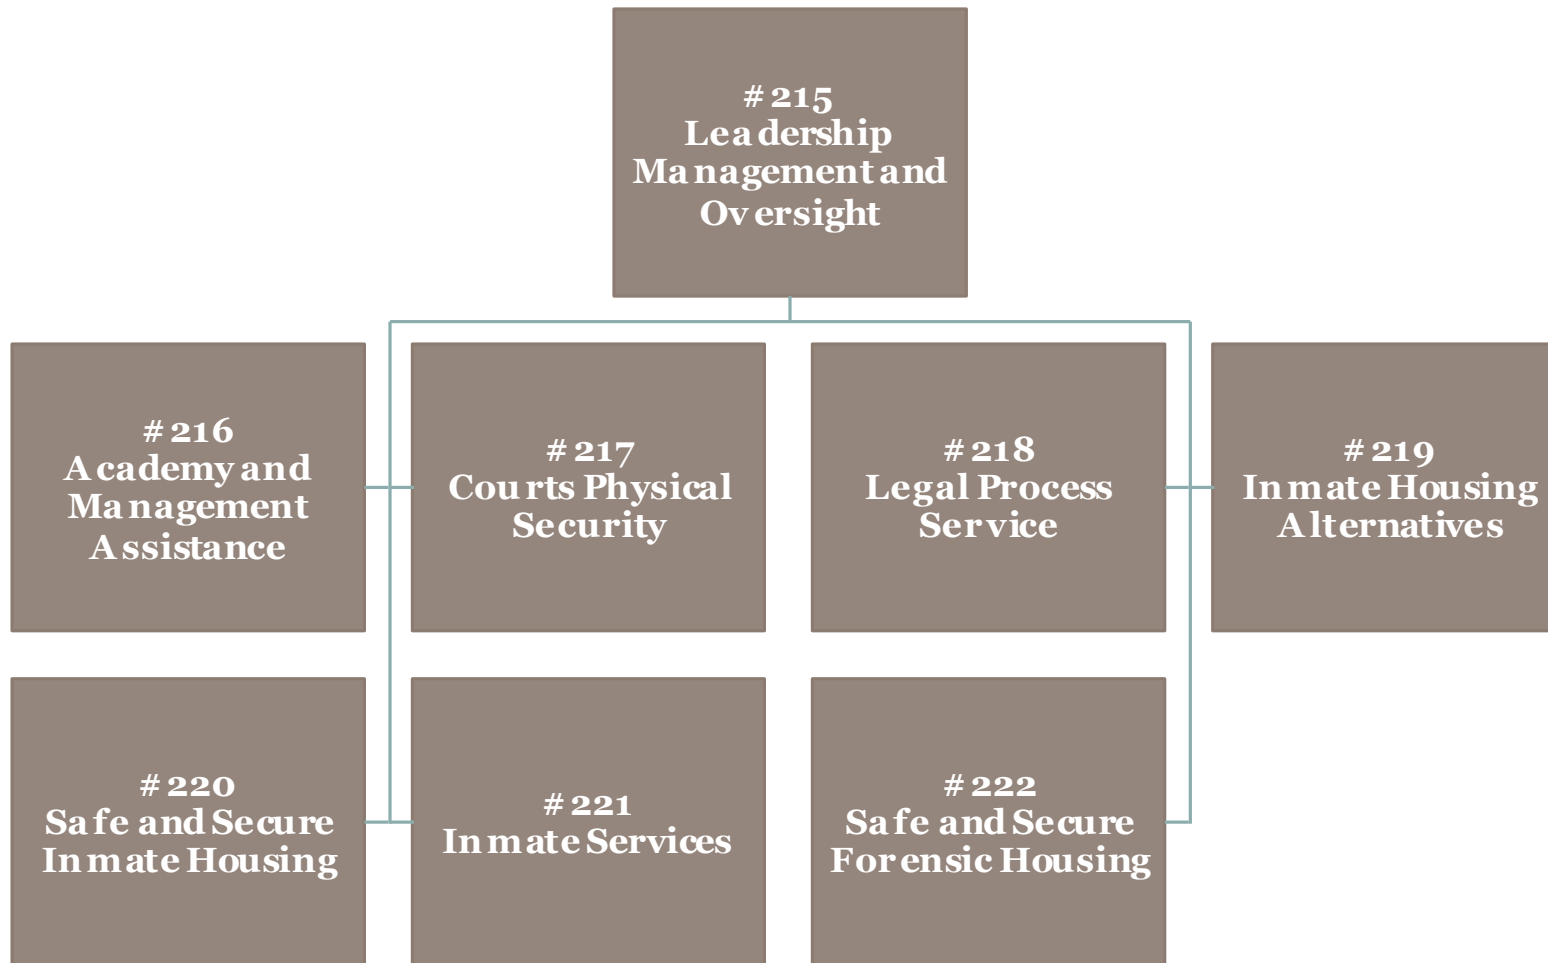 #215
Leadership
Management and
Oversight
#216
Academy and
Management
Assistance
#217
Courts Physical
Security
#218
Legal Process
Service
#219
Inmate Housing
Alternatives
#220
Safe and Secure
Inmate Housing
#221
Inmate Services
#222
Safe and Secure
Forensic Housing